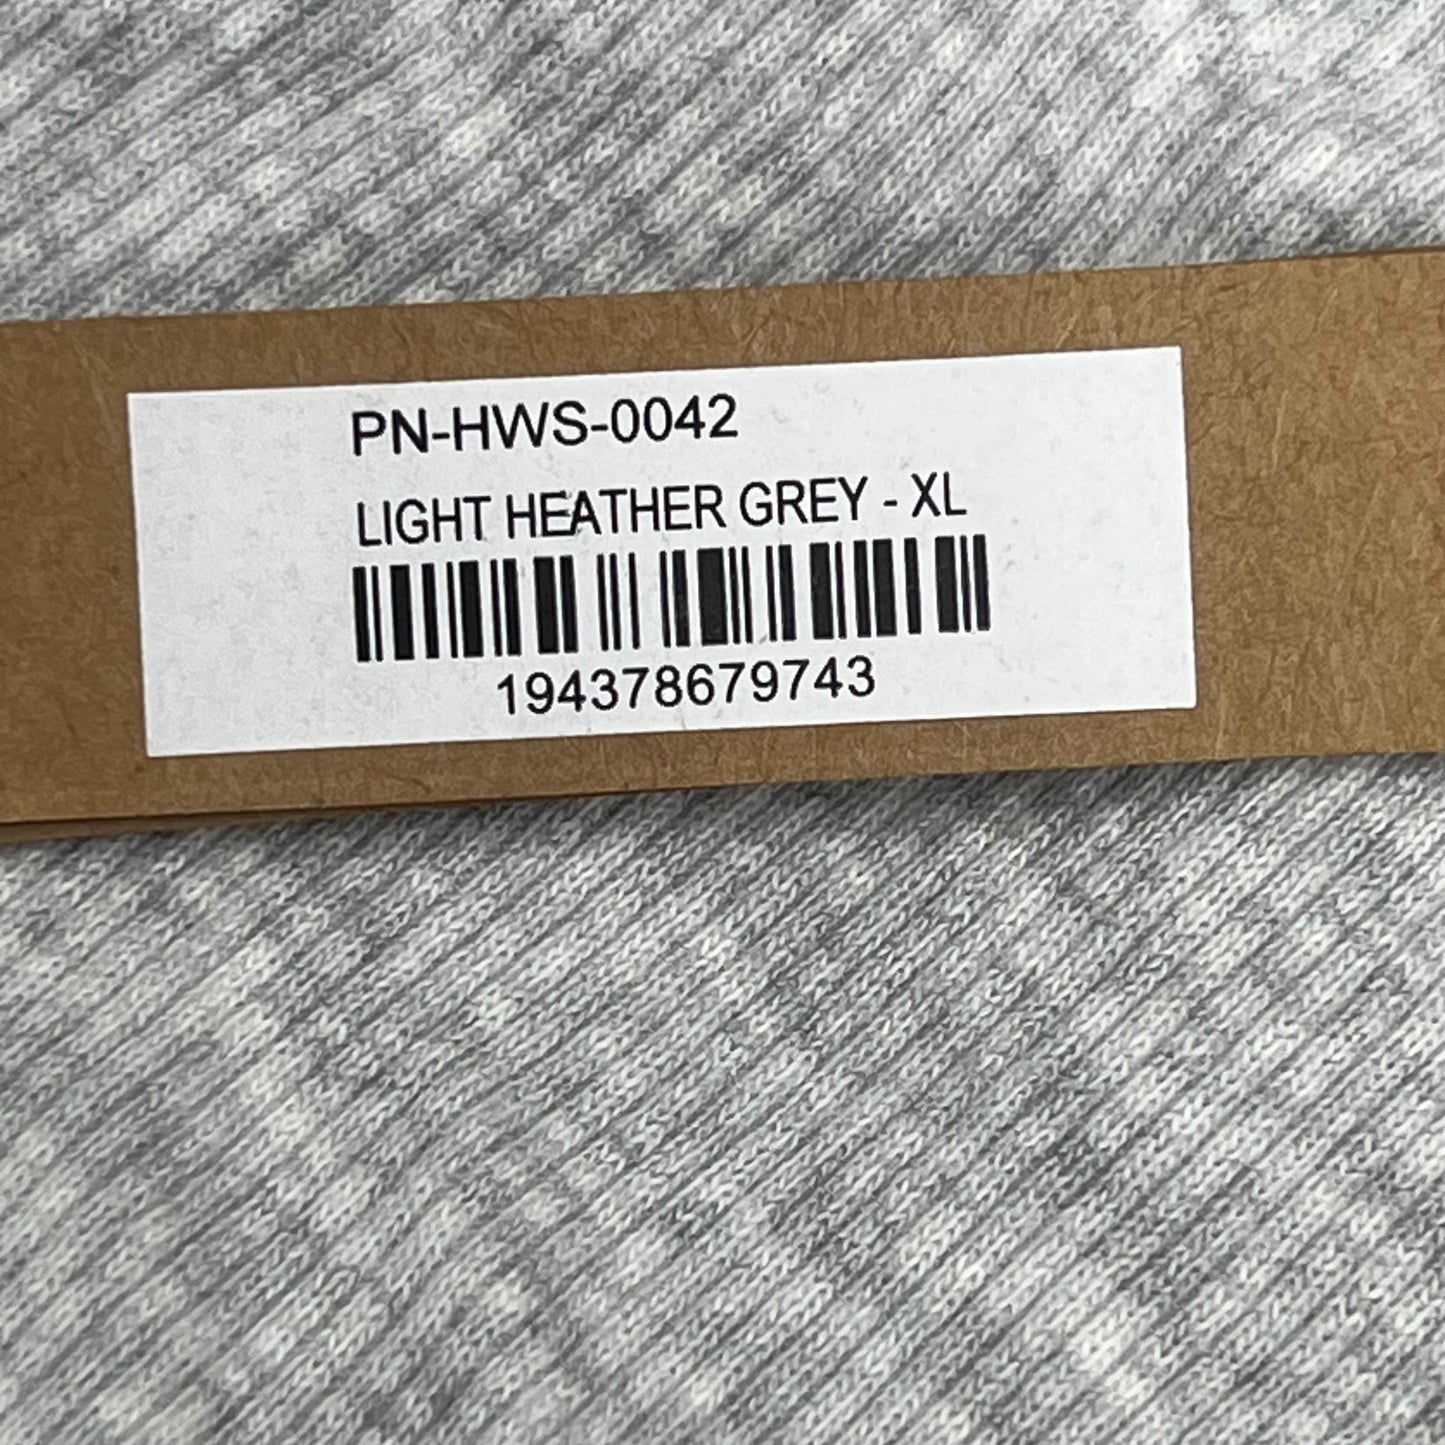 PN-HWS-0042
LIGHT HEATHER GREY - XL
194378679743